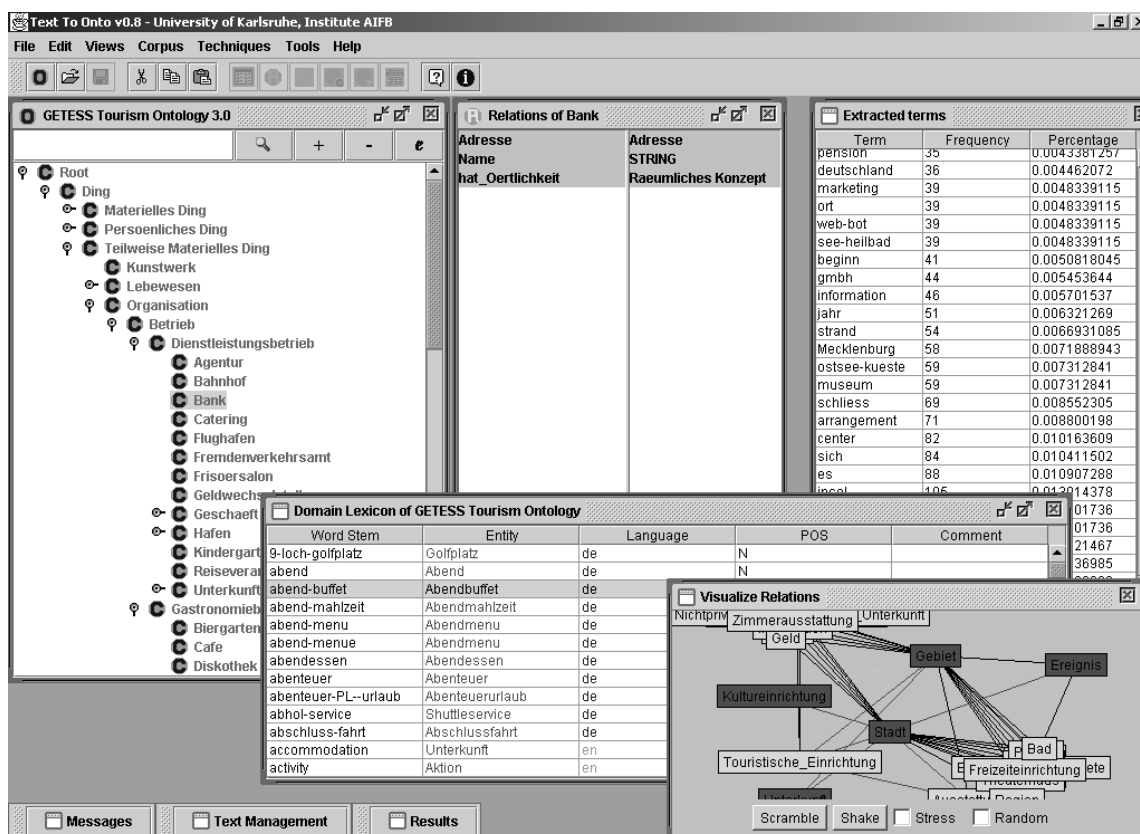 Text To Onto v0.8 - University of Karlsruhe, Institute AIFB
File Edit Views Corpus Techniques Tools Help
GETESS Tourism Ontology 3.0
+ -
Root
Ding
Materielles Ding
Persoenliches Ding
Teilweise Materielles Ding
Kunstwerk
Lebewesen
Organisation
Betrieb
Dienstleistungsbetrieb
Agentur
Bahnhof
Bank
Catering
Flughafen
Fremdenverkehrsamt
Frisoersalon
Geschaeft
Hafen
Unterkunft
Biergarten
Cafe
Diskothek
Relations of Bank
Adresse Adresse
Name STRING
hat_Oertlichkeit Raeumliches Konzept
Extracted terms
Term Frequency Percentage
pension 35 0.0043381257
deutschland 36 0.004462072
marketing 39 0.0048339115
ort 39 0.0048339115
web-bot 39 0.0048339115
see-heilbad 39 0.0048339115
beginn 41 0.0050818045
gmbh 44 0.005453644
information 46 0.005701537
jahr 51 0.006321269
strand 54 0.0066931085
Mecklenburg 58 0.0071888943
ostsee-kueste 59 0.007312841
museum 59 0.007312841
schliess 69 0.008552305
arrangement 71 0.008800198
center 82 0.010163609
sich 84 0.010411502
es 88 0.010907288
01736
01736
21467
36985
Domain Lexicon of GETESS Tourism Ontology
Word Stem Entity Language POS Comment
9-loch-golfplatz Golfplatz de N
abend Abend de N
abend-buffet Abendbuffet de
abend-mahlzeit Abendmahlzeit de
abend-menu Abendmenu de
abend-menue Abendmenu de
abendessen Abendessen de
abenteuer Abenteuer de
abenteuer-PL--urlaub Abenteuerurlaub de
abhol-service Shuttleservice de
abschluss-fahrt Abschlussfahrt de
accommodation Unterkunft en
activity Aktion en
Visualize Relations
Nichtpriv Zimmerausstattung _Unterkunft
Geld
Gebiet
Ereignis
Kultureinrichtung
Stadt
Bad
Touristische_Einrichtung
Freizeiteinrichtung ete
Unterkunft
Region
Scramble Shake Stress Random
Messages Text Management Results